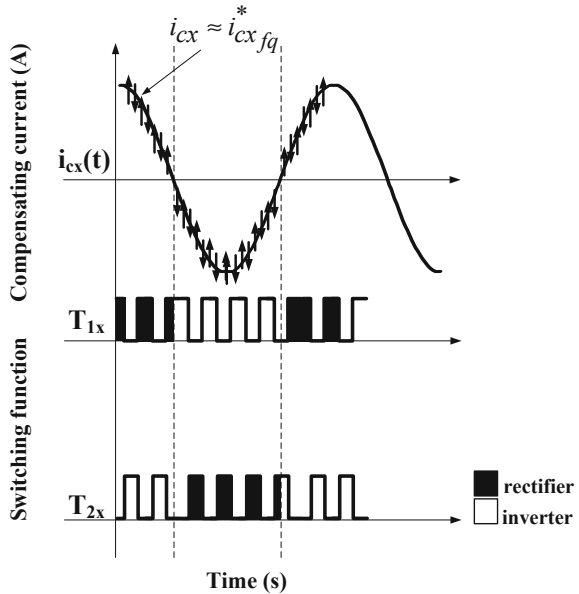 i_cx ≈ i*_cx fq
Compensating current (A)
i_cx(t)
T_1x
Switching function
T_2x
rectifier
inverter
Time (s)